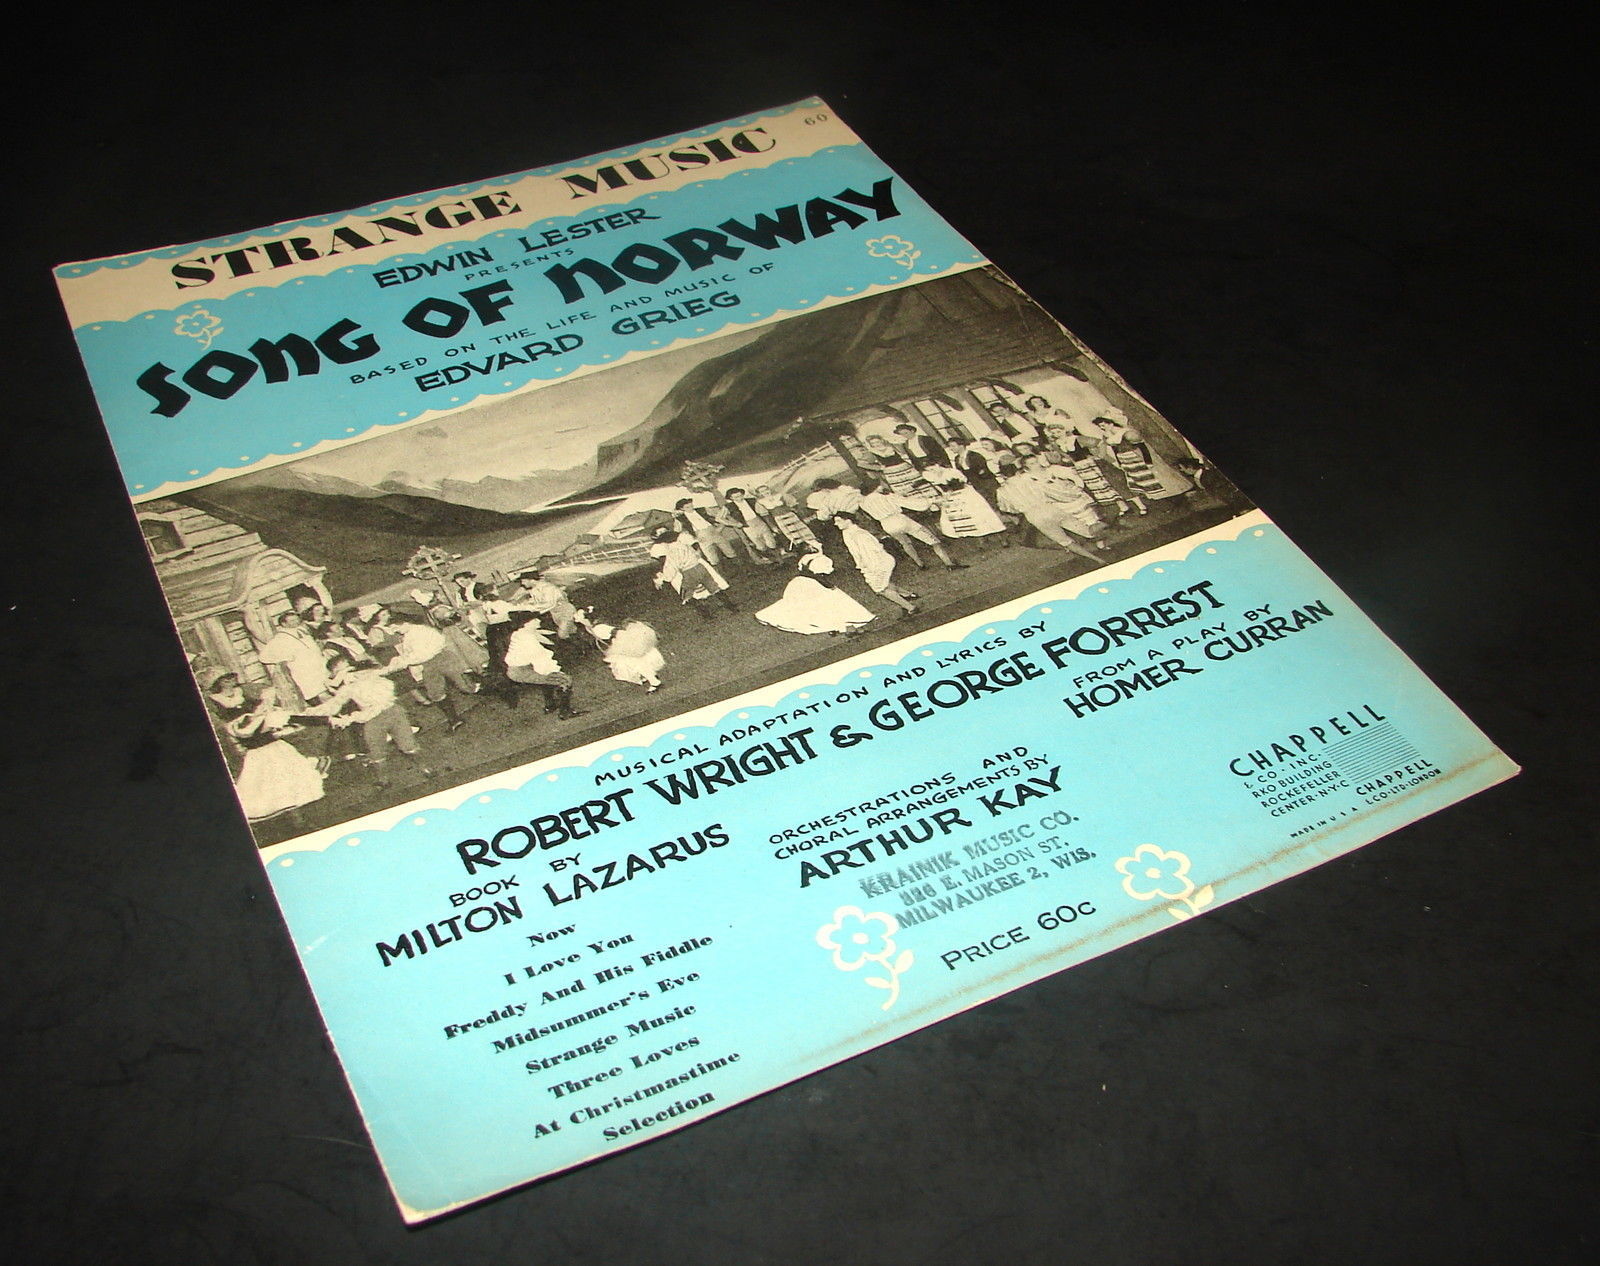 STRANGE MUSIC
60
EDWIN LESTER
PRESENTS
SONG OF NORWAY
BASED ON THE LIFE AND MUSIC OF
EDVARD GRIEG
MUSICAL ADAPTATION AND LYRICS BY
ROBERT WRIGHT & GEORGE FORREST
BOOK BY
MILTON LAZARUS
ORCHESTRATIONS AND
CHORAL ARRANGEMENTS BY
ARTHUR KAY
FROM A PLAY BY
HOMER CURRAN
KRAINIK MUSIC CO.
326 E. MASON ST.
MILWAUKEE 2, WIS.
PRICE 60c
Now
I Love You
Freddy And His Fiddle
Midsummer's Eve
Strange Music
Three Loves
At Christmastime
Selection
CHAPPELL
& CO · INC ·
RKO BUILDING
ROCKEFELLER
CENTER·N·Y·C
CHAPPELL
& CO·LTD·LONDON
MADE IN U S A